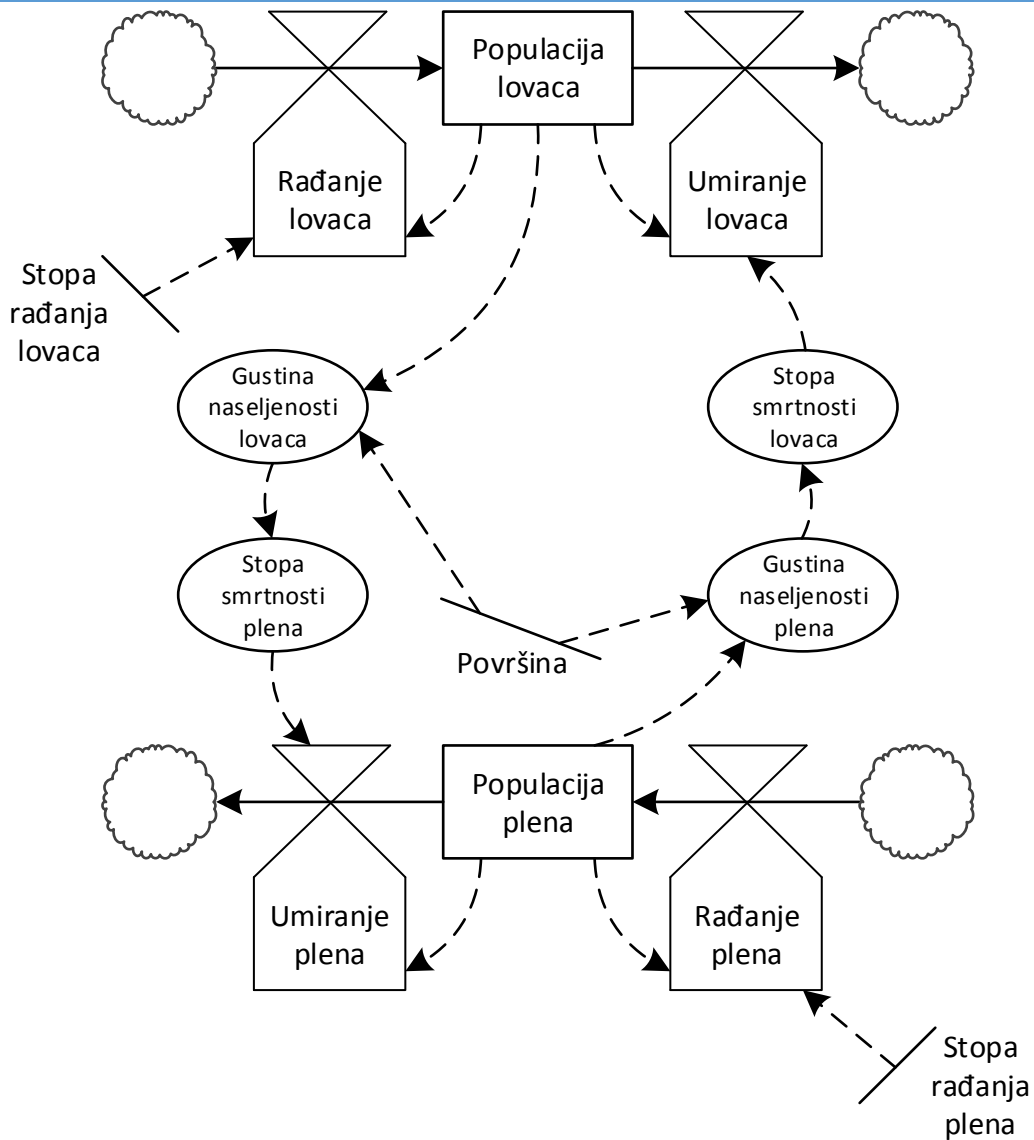 Populacija
lovaca
Rađanje
lovaca
Umiranje
lovaca
Stopa
rađanja
lovaca
Gustina
naseljenosti
lovaca
Stopa
smrtnosti
lovaca
Stopa
smrtnosti
plena
Gustina
naseljenosti
plena
Površina
Populacija
plena
Umiranje
plena
Rađanje
plena
Stopa
rađanja
plena